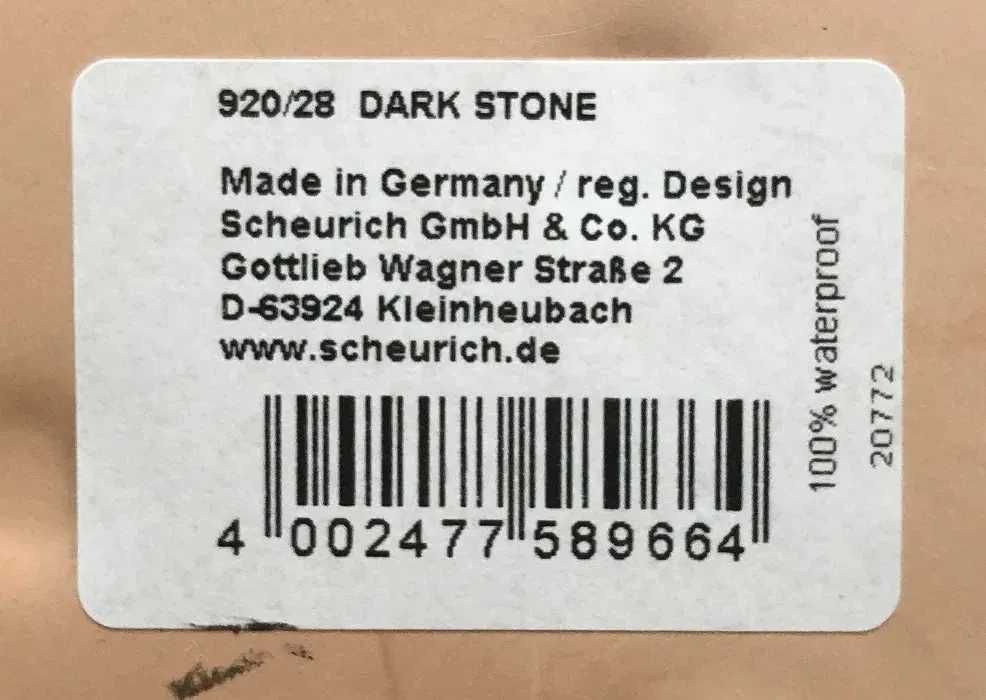 920/28 DARK STONE
Made in Germany / reg. Design
Scheurich GmbH & Co. KG
Gottlieb Wagner Straße 2
D-63924 Kleinheubach
www.scheurich.de
4 002477 589664
100% waterproof
20772